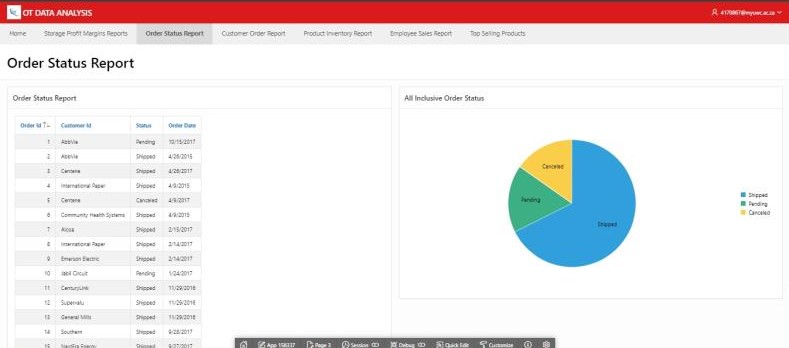 OT DATA ANALYSIS
4178867@myuwc.ac.za
Home Storage Profit Margins Reports Order Status Report Customer Order Report Product Inventory Report Employee Sales Report Top Selling Products
Order Status Report
Order Status Report
Order Id Customer Id Status Order Date
1 AbbVie Pending 10/15/2017
2 AbbVie Shipped 4/26/2015
3 Centene Shipped 4/26/2017
4 International Paper Shipped 4/9/2015
5 Centene Canceled 4/9/2017
6 Community Health Systems Shipped 4/9/2015
7 Alcoa Shipped 2/15/2017
8 International Paper Shipped 2/14/2017
9 Emerson Electric Shipped 2/14/2017
10 Jabil Circuit Pending 1/24/2017
11 CenturyLink Shipped 11/29/2016
12 Supervalu Shipped 11/29/2016
13 General Mills Shipped 11/29/2016
14 Southern Shipped 9/28/2017
15 NextEra Energy Shipped 9/27/2017
All Inclusive Order Status
Canceled
Pending
Shipped
Shipped
Pending
Canceled
App 158337 Page 3 Session Debug Quick Edit Customize